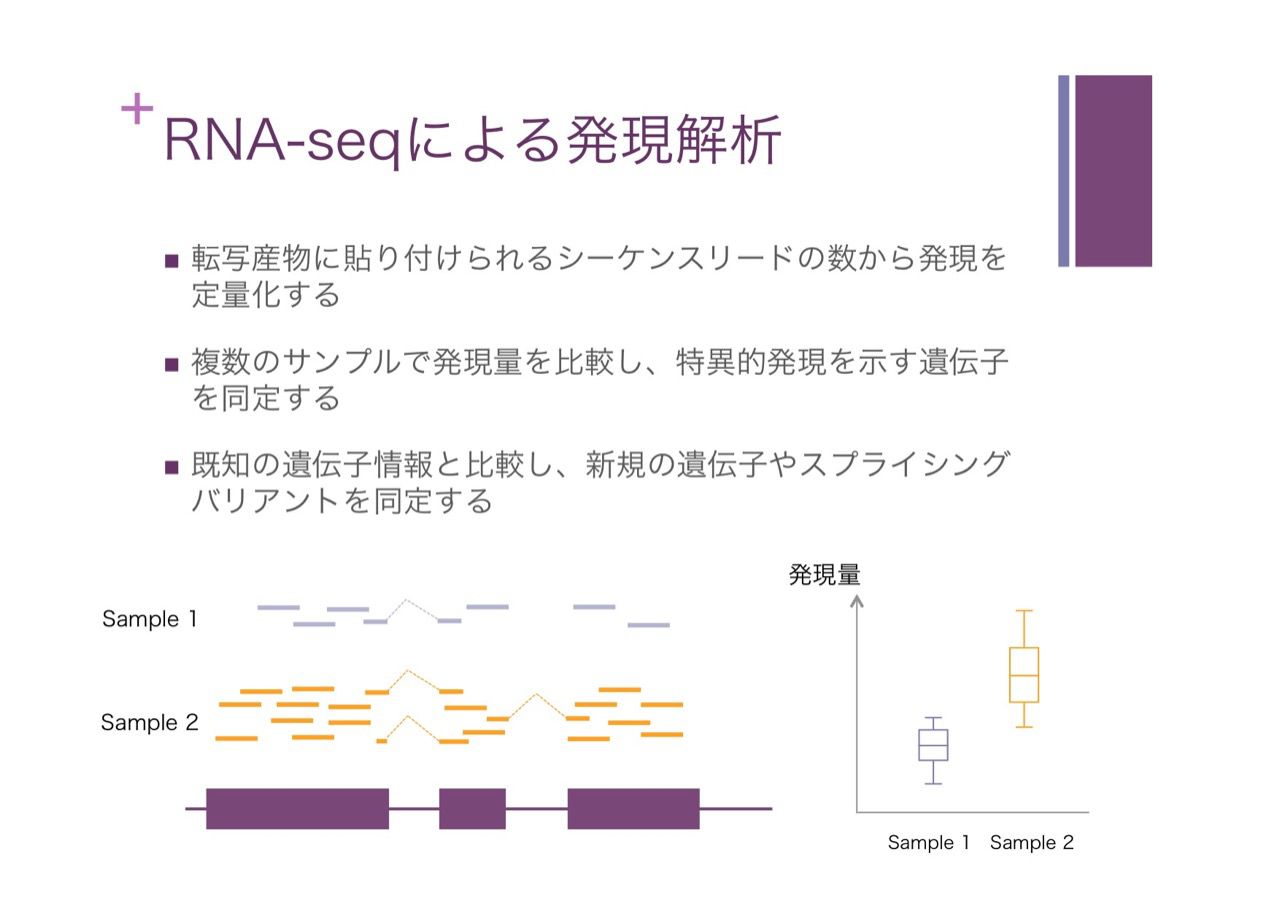 +
RNA-seqによる発現解析
■ 転写産物に貼り付けられるシーケンスリードの数から発現を
定量化する
■ 複数のサンプルで発現量を比較し、特異的発現を示す遺伝子
を同定する
■ 既知の遺伝子情報と比較し、新規の遺伝子やスプライシング
バリアントを同定する
Sample 1
Sample 2
発現量
Sample 1
Sample 2